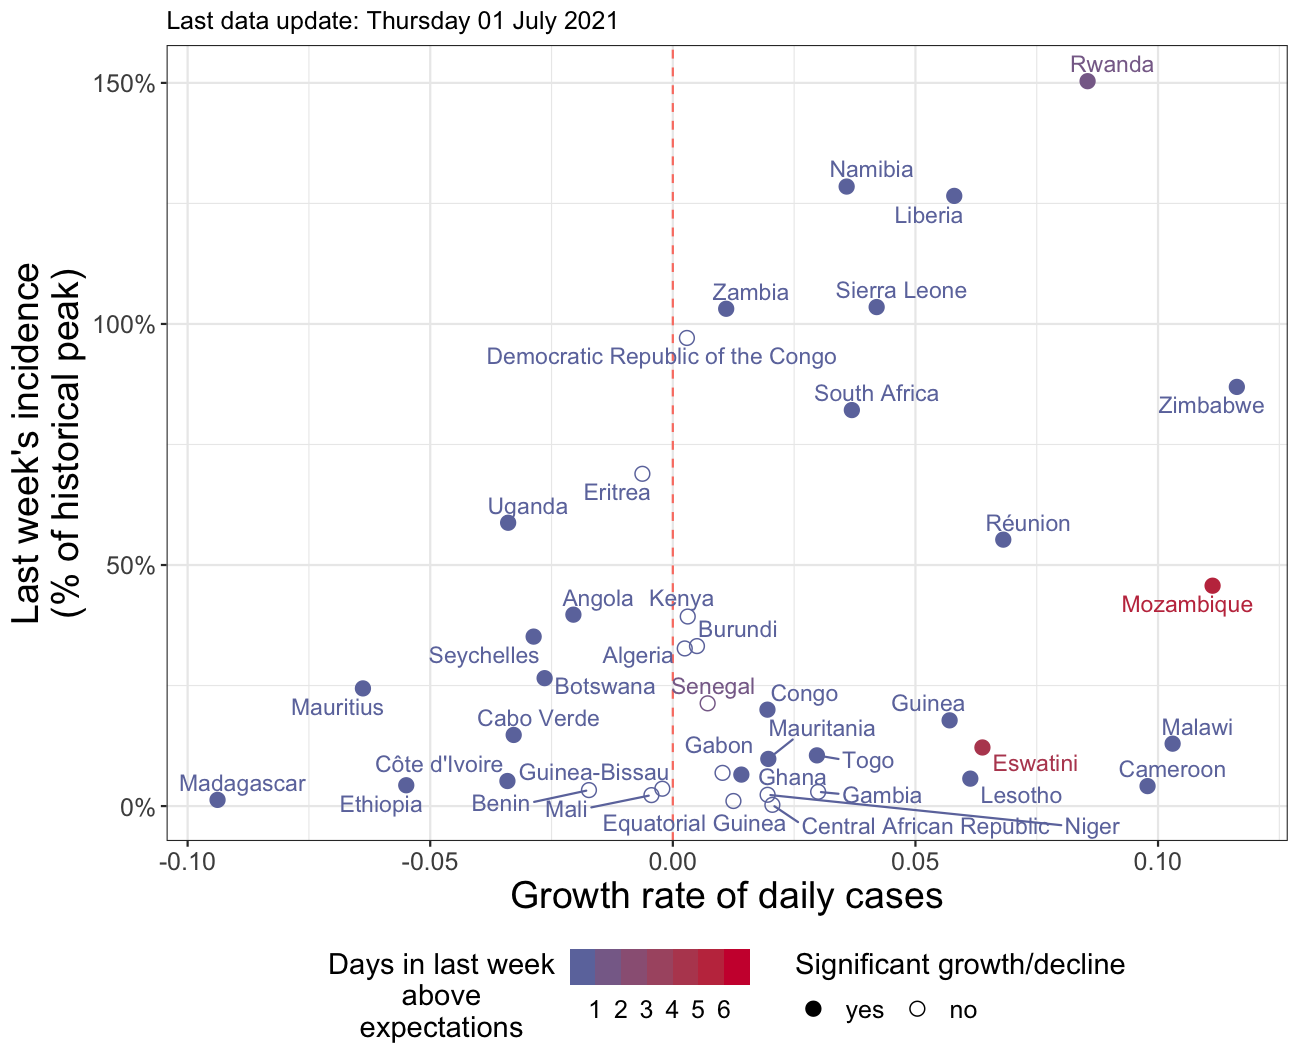 Last data update: Thursday 01 July 2021
Last week's incidence
(% of historical peak)
150%
100%
50%
0%
Rwanda
Namibia
Liberia
Zambia
Sierra Leone
Democratic Republic of the Congo
South Africa
Zimbabwe
Eritrea
Uganda
Réunion
Mozambique
Angola
Kenya
Burundi
Seychelles
Algeria
Botswana
Senegal
Mauritius
Congo
Guinea
Cabo Verde
Mauritania
Malawi
Gabon
Togo
Eswatini
Côte d'Ivoire
Guinea-Bissau
Ghana
Cameroon
Madagascar
Ethiopia
Benin
Mali
Gambia
Lesotho
Equatorial Guinea
Central African Republic
Niger
-0.10
-0.05
0.00
0.05
0.10
Growth rate of daily cases
Days in last week
above
expectations
1 2 3 4 5 6
Significant growth/decline
yes
no